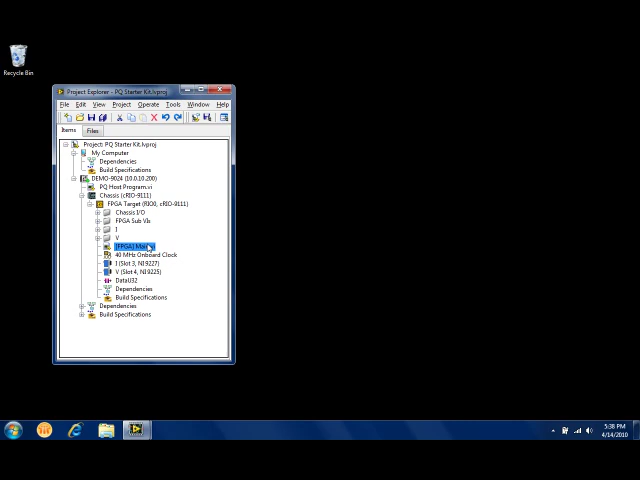 Recycle Bin
Project Explorer - PQ Starter Kit.lvproj
File Edit View Project Operate Tools Window Help
Items Files
Project: PQ Starter Kit.lvproj
My Computer
Dependencies
Build Specifications
DEMO-9024 (10.0.10.200)
PQ Host Program.vi
Chassis (cRIO-9111)
FPGA Target (RIO0, cRIO-9111)
Chassis I/O
FPGA Sub VIs
I
V
[FPGA]
40 MHz Onboard Clock
I (Slot 3, NI 9227)
V (Slot 4, NI 9225)
DataU32
Dependencies
Build Specifications
Dependencies
Build Specifications
5:38 PM
4/14/2010